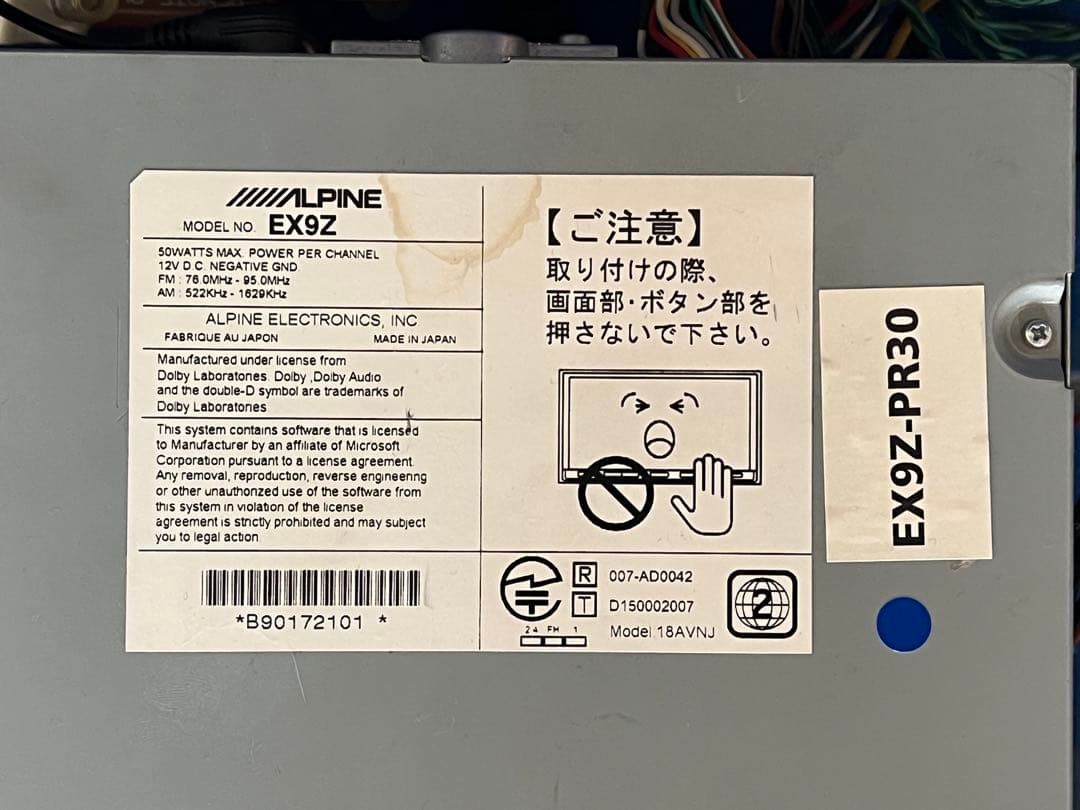 ALPINE
MODEL NO. EX9Z
50WATTS MAX. POWER PER CHANNEL
12V D.C. NEGATIVE GND
FM : 76.0MHz - 95.0MHz
AM : 522KHz - 1629KHz
ALPINE ELECTRONICS, INC
FABRIQUE AU JAPON MADE IN JAPAN
Manufactured under license from
Dolby Laboratories. Dolby ,Dolby Audio
and the double-D symbol are trademarks of
Dolby Laboratories
This system contains software that is licensed
to Manufacturer by an affiliate of Microsoft
Corporation pursuant to a license agreement.
Any removal, reproduction, reverse engineering
or other unauthorized use of the software from
this system in violation of the license
agreement is strictly prohibited and may subject
you to legal action.
*B90172101 *
【ご注意】
取り付けの際、
画面部・ボタン部を
押さないで下さい。
R 007-AD0042
T D150002007
Model 18AVNJ
2.4 FH 1
2
EX9Z-PR30